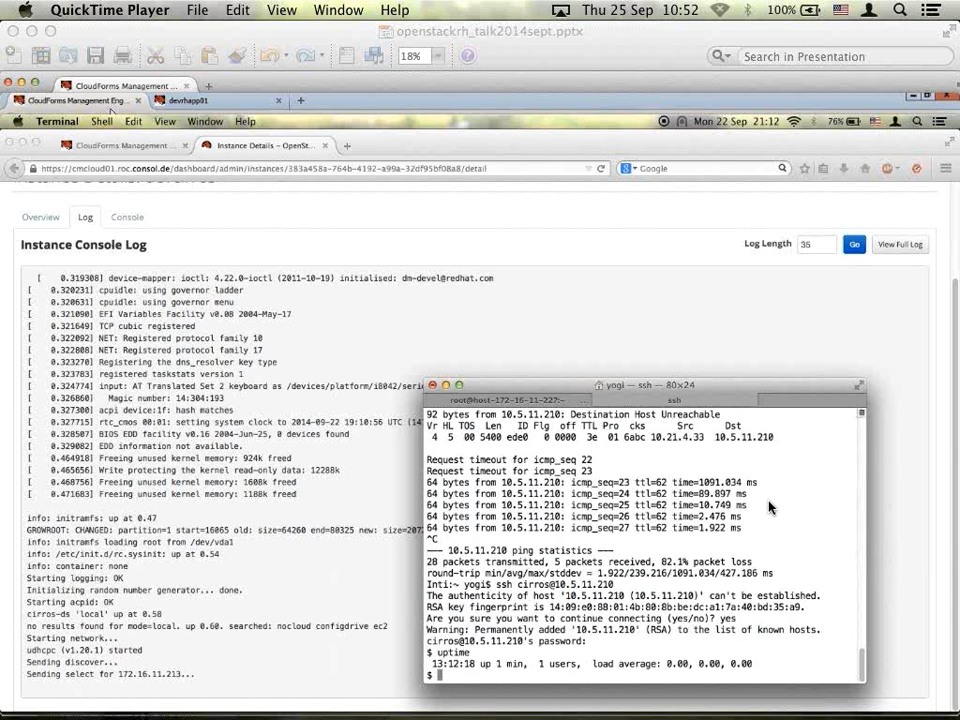 QuickTime Player File Edit View Window Help Thu 25 Sep 10:52 100%
openstackrh_talk2014sept.pptx
18% Search in Presentation
CloudForms Management ...
CloudForms Management Eng... devrhapp01
Terminal Shell Edit View Window Help Mon 22 Sep 21:12 76%
CloudForms Management ... Instance Details – OpenSt...
https://cmcloud01.roc.consol.de/dashboard/admin/instances/383a458a-764b-4192-a99a-32df95bf08a8/detail Google
Overview Log Console
Instance Console Log Log Length 35 Go View Full Log
[ 0.319308] device-mapper: ioctl: 4.22.0-ioctl (2011-10-19) initialised: dm-devel@redhat.com
[ 0.320231] cpuidle: using governor ladder
[ 0.320631] cpuidle: using governor menu
[ 0.321090] EFI Variables Facility v0.08 2004-May-17
[ 0.321649] TCP cubic registered
[ 0.322092] NET: Registered protocol family 10
[ 0.322808] NET: Registered protocol family 17
[ 0.323270] Registering the dns_resolver key type
[ 0.324201] registered taskstats version 1
[ 0.324774] input: AT Translated Set 2 keyboard as /devices/platform/i8042/seri
[ 0.326860] Magic number: 14:304:193
[ 0.327300] acpi device:1f: hash matches
[ 0.327715] rtc_cmos 00:01: setting system clock to 2014-09-22 19:10:56 UTC (14
[ 0.328557] BIOS EDD facility v0.16 2004-Jun-25, 0 devices found
[ 0.329082] EDD information not available.
[ 0.464918] Freeing unused kernel memory: 924k freed
[ 0.465656] Write protecting the kernel read-only data: 12288k
[ 0.468756] Freeing unused kernel memory: 1608k freed
[ 0.471683] Freeing unused kernel memory: 1188k freed
info: initramfs: up at 0.47
GROWROOT: CHANGED: partition=1 start=16065 old: size=64260 end=80325 new: size=2072
info: initramfs loading root from /dev/vda1
info: /etc/init.d/rc.sysinit: up at 0.54
info: container: none
Starting logging: OK
Initializing random number generator... done.
Starting acpid: OK
cirros-ds 'local' up at 0.58
no results found for mode=local. up 0.60. searched: nocloud configdrive ec2
Starting network...
udhcpc (v1.20.1) started
Sending discover...
Sending select for 172.16.11.213...
yogi — ssh — 80×24
root@host-172-16-11-227:~ ... ssh
92 bytes from 10.5.11.210: Destination Host Unreachable
Vr HL TOS Len ID Flg off TTL Pro cks Src Dst
4 5 00 5400 ede0 0 0000 3e 01 6abc 10.21.4.33 10.5.11.210
Request timeout for icmp_seq 22
Request timeout for icmp_seq 23
64 bytes from 10.5.11.210: icmp_seq=23 ttl=62 time=1091.034 ms
64 bytes from 10.5.11.210: icmp_seq=24 ttl=62 time=89.897 ms
64 bytes from 10.5.11.210: icmp_seq=25 ttl=62 time=10.749 ms
64 bytes from 10.5.11.210: icmp_seq=26 ttl=62 time=2.476 ms
64 bytes from 10.5.11.210: icmp_seq=27 ttl=62 time=1.922 ms
^C
--- 10.5.11.210 ping statistics ---
28 packets transmitted, 5 packets received, 82.1% packet loss
round-trip min/avg/max/stddev = 1.922/239.216/1091.034/427.186 ms
Inti:~ yogi$ ssh cirros@10.5.11.210
The authenticity of host '10.5.11.210 (10.5.11.210)' can't be established.
RSA key fingerprint is 14:09:e0:88:01:4b:80:8b:be:dc:a1:7a:40:bd:35:a9.
Are you sure you want to continue connecting (yes/no)? yes
Warning: Permanently added '10.5.11.210' (RSA) to the list of known hosts.
cirros@10.5.11.210's password:
$ uptime
13:12:18 up 1 min, 1 users, load average: 0.00, 0.00, 0.00
$